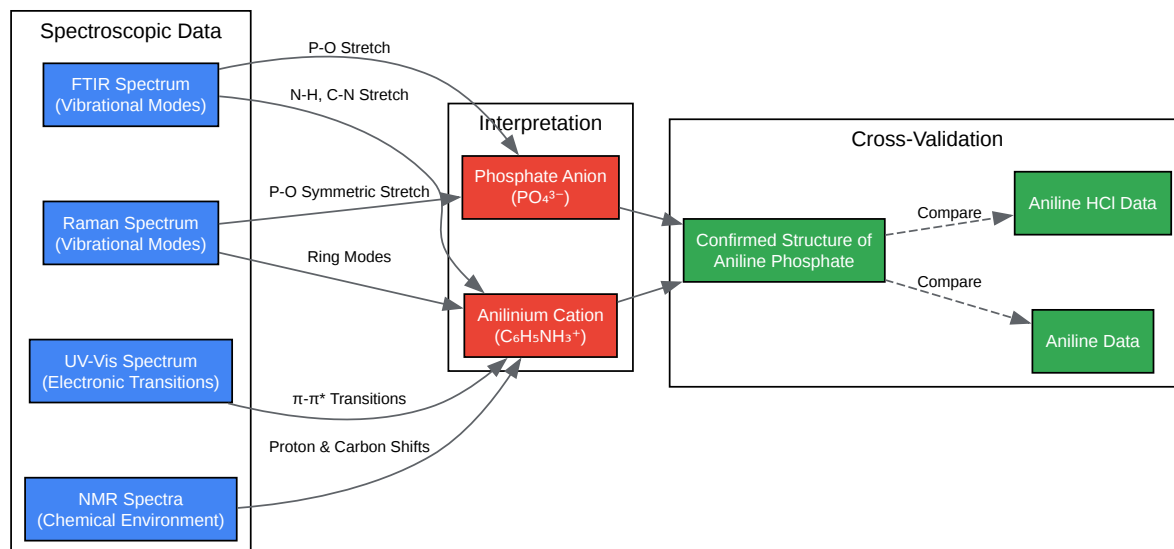 Spectroscopic Data
FTIR Spectrum
(Vibrational Modes)
Raman Spectrum
(Vibrational Modes)
UV-Vis Spectrum
(Electronic Transitions)
NMR Spectra
(Chemical Environment)
P-O Stretch
N-H, C-N Stretch
P-O Symmetric Stretch
Ring Modes
π-π* Transitions
Proton & Carbon Shifts
Interpretation
Phosphate Anion
(PO₄³⁻)
Anilinium Cation
(C₆H₅NH₃⁺)
Cross-Validation
Confirmed Structure of
Aniline Phosphate
Compare
Compare
Aniline HCl Data
Aniline Data